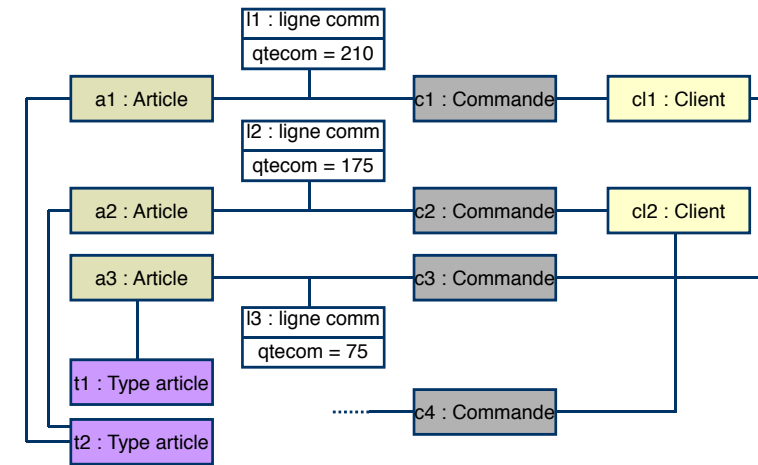 l1 : ligne comm
qtecom = 210
a1 : Article
c1 : Commande
cl1 : Client
l2 : ligne comm
qtecom = 175
a2 : Article
c2 : Commande
cl2 : Client
a3 : Article
c3 : Commande
l3 : ligne comm
qtecom = 75
t1 : Type article
c4 : Commande
t2 : Type article